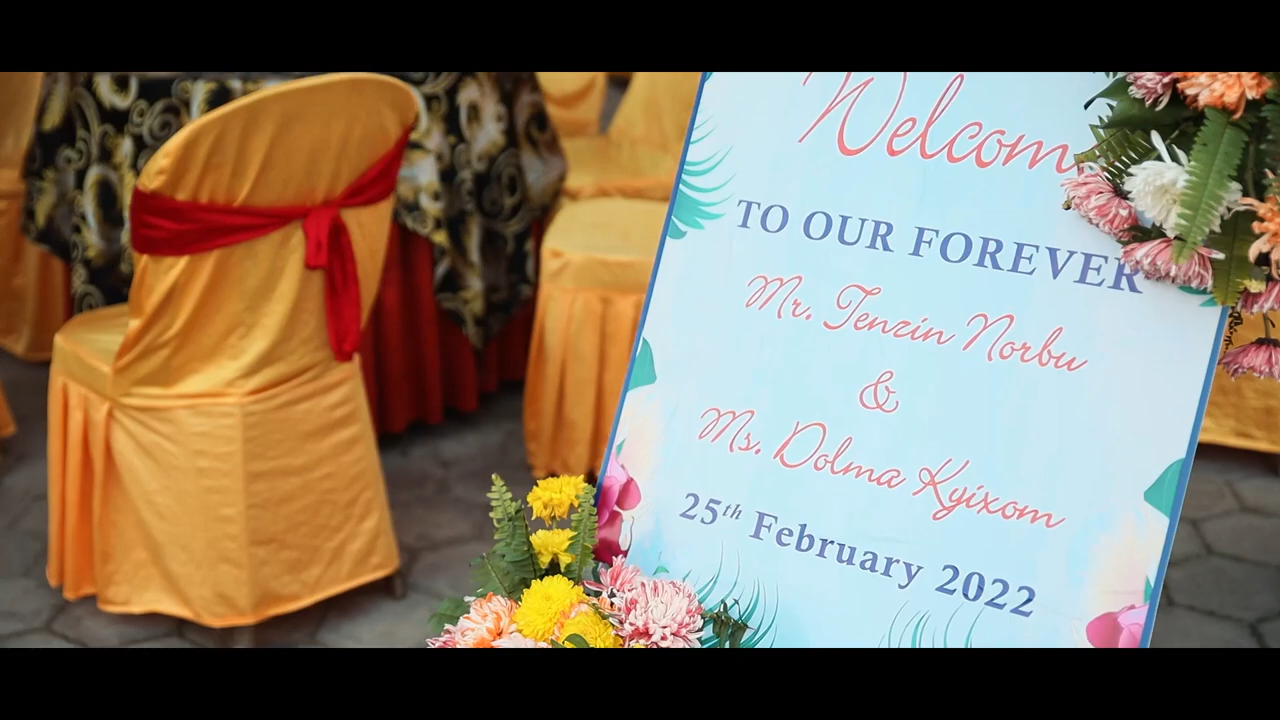 Welcom
TO OUR FOREVER
Mr. Tenzin Norbu
&
Ms. Dolma Kyixom
25th February 2022